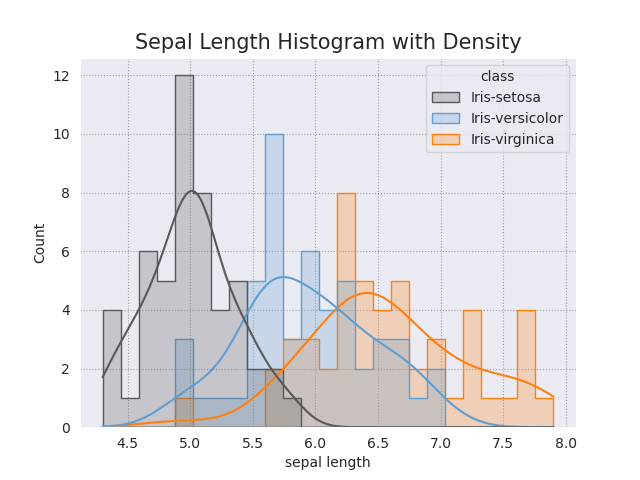 Sepal Length Histogram with Density
class
Iris-setosa
Iris-versicolor
Iris-virginica
Count
12
10
8
6
4
2
0
4.5 5.0 5.5 6.0 6.5 7.0 7.5 8.0
sepal length